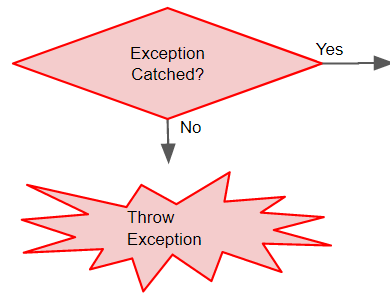 Exception
Catched?
Yes
No
Throw
Exception